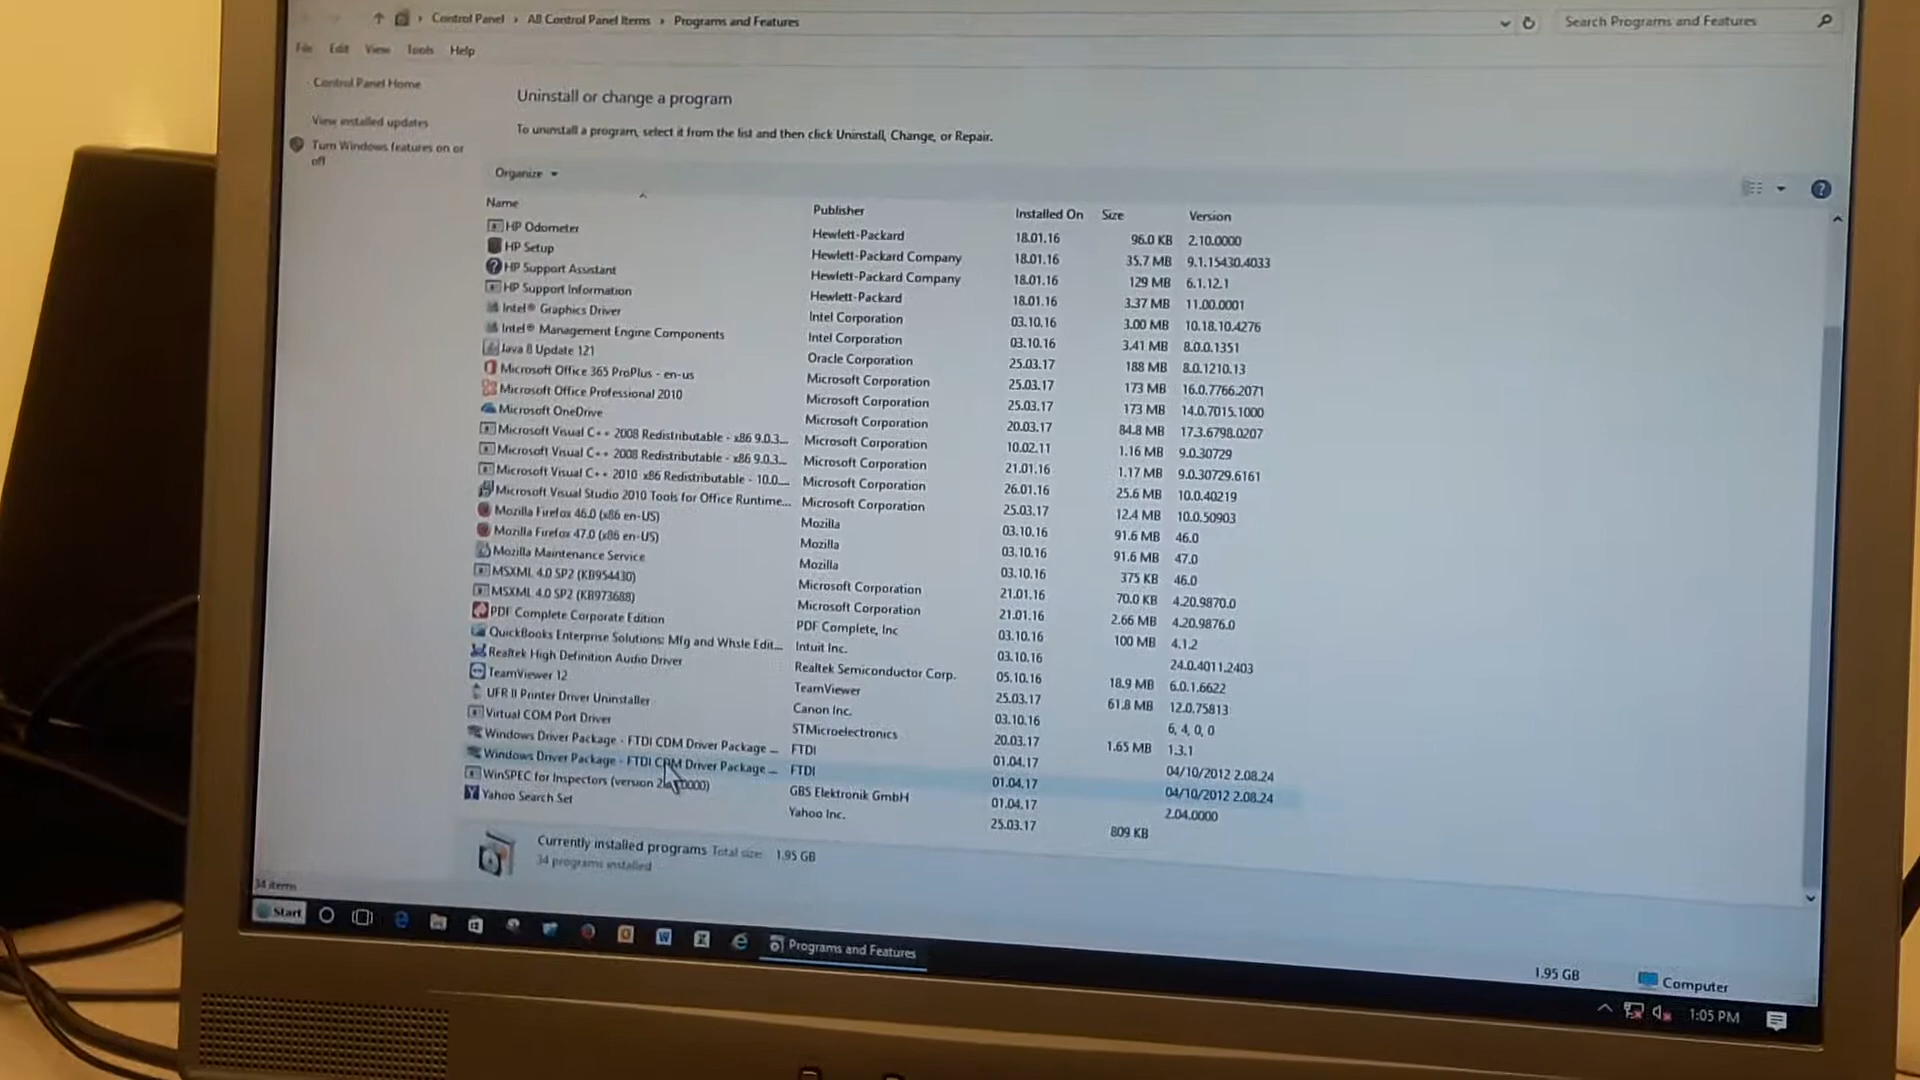 Control Panel › All Control Panel Items › Programs and Features
Search Programs and Features
File Edit View Tools Help
Control Panel Home
View installed updates
Turn Windows features on or off
Uninstall or change a program
To uninstall a program, select it from the list and then click Uninstall, Change, or Repair.
Organize
Name Publisher Installed On Size Version
HP Odometer Hewlett-Packard 18.01.16 96.0 KB 2.10.0000
HP Setup Hewlett-Packard Company 18.01.16 35.7 MB 9.1.15430.4033
HP Support Assistant Hewlett-Packard Company 18.01.16 129 MB 6.1.12.1
HP Support Information Hewlett-Packard 18.01.16 3.37 MB 11.00.0001
Intel® Graphics Driver Intel Corporation 03.10.16 3.00 MB 10.18.10.4276
Intel® Management Engine Components Intel Corporation 03.10.16 3.41 MB 8.0.0.1351
Java 8 Update 121 Oracle Corporation 25.03.17 188 MB 8.0.1210.13
Microsoft Office 365 ProPlus - en-us Microsoft Corporation 25.03.17 173 MB 16.0.7766.2071
Microsoft Office Professional 2010 Microsoft Corporation 25.03.17 173 MB 14.0.7015.1000
Microsoft OneDrive Microsoft Corporation 20.03.17 84.8 MB 17.3.6798.0207
Microsoft Visual C++ 2008 Redistributable - x86 9.0.3... Microsoft Corporation 10.02.11 1.16 MB 9.0.30729
Microsoft Visual C++ 2008 Redistributable - x86 9.0.3... Microsoft Corporation 21.01.16 1.17 MB 9.0.30729.6161
Microsoft Visual C++ 2010 x86 Redistributable - 10.0.... Microsoft Corporation 26.01.16 25.6 MB 10.0.40219
Microsoft Visual Studio 2010 Tools for Office Runtime... Microsoft Corporation 25.03.17 12.4 MB 10.0.50903
Mozilla Firefox 46.0 (x86 en-US) Mozilla 03.10.16 91.6 MB 46.0
Mozilla Firefox 47.0 (x86 en-US) Mozilla 03.10.16 91.6 MB 47.0
Mozilla Maintenance Service Mozilla 03.10.16 375 KB 46.0
MSXML 4.0 SP2 (KB954430) Microsoft Corporation 21.01.16 70.0 KB 4.20.9870.0
MSXML 4.0 SP2 (KB973688) Microsoft Corporation 21.01.16 2.66 MB 4.20.9876.0
PDF Complete Corporate Edition PDF Complete, Inc 03.10.16 100 MB 4.1.2
QuickBooks Enterprise Solutions: Mfg and Whsle Edit... Intuit Inc. 03.10.16 24.0.4011.2403
Realtek High Definition Audio Driver Realtek Semiconductor Corp. 05.10.16 18.9 MB 6.0.1.6622
TeamViewer 12 TeamViewer 25.03.17 61.8 MB 12.0.75813
UFR II Printer Driver Uninstaller Canon Inc. 03.10.16 6, 4, 0, 0
Virtual COM Port Driver STMicroelectronics 20.03.17 1.65 MB 1.3.1
Windows Driver Package - FTDI CDM Driver Package ... FTDI 01.04.17 04/10/2012 2.08.24
Windows Driver Package - FTDI CDM Driver Package ... FTDI 01.04.17 04/10/2012 2.08.24
WinSPEC for Inspectors (version GBS Elektronik GmbH 01.04.17 2.04.0000
Yahoo Search Set Yahoo Inc. 25.03.17 809 KB
Currently installed programs Total size: 1.95 GB
34 programs installed
34 items
1.95 GB
Computer
Start
Programs and Features
1:05 PM